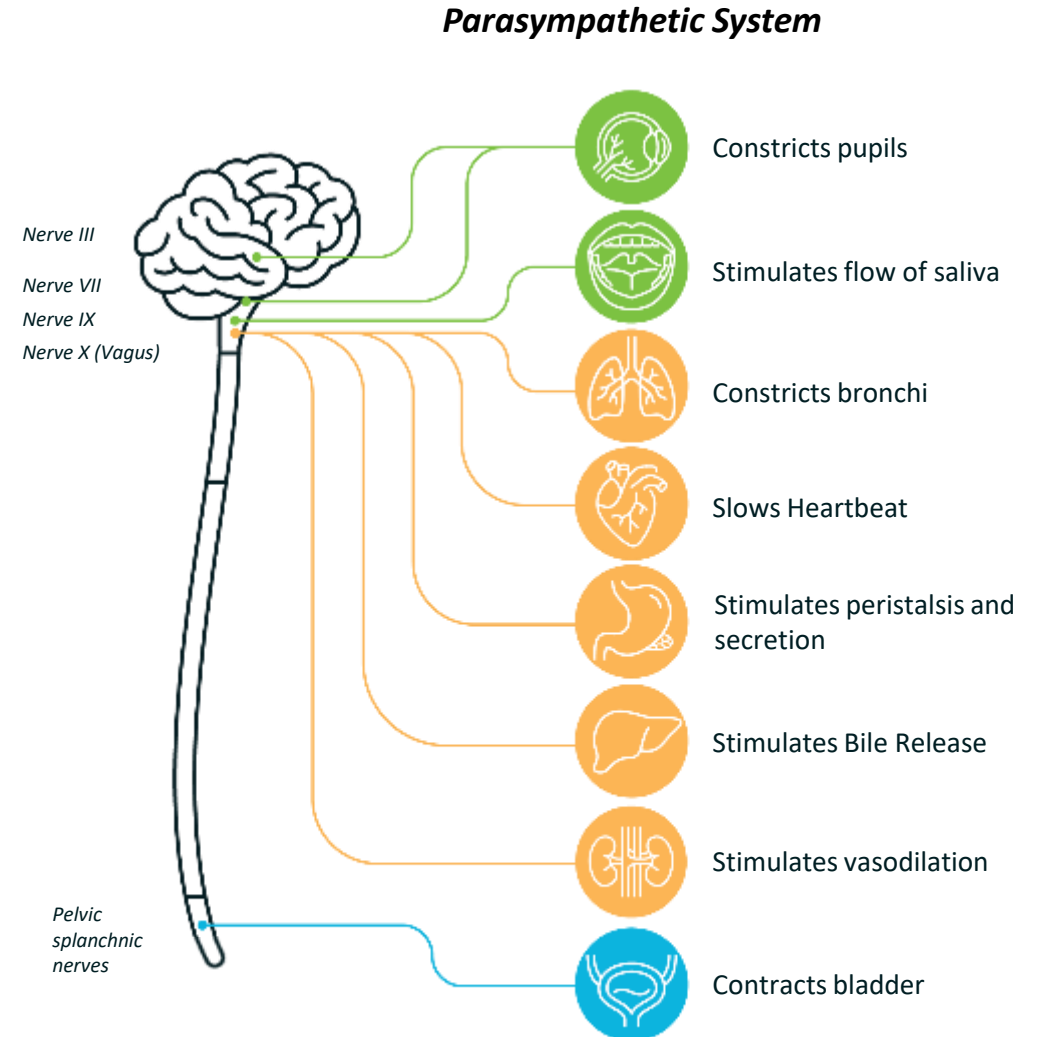 Parasympathetic System
Constricts pupils
Nerve III
Stimulates flow of saliva
Nerve VII
Nerve IX
Nerve X (Vagus)
Constricts bronchi
Slows Heartbeat
Stimulates peristalsis and
secretion
Stimulates Bile Release
Stimulates vasodilation
Pelvic
splanchnic
nerves
Contracts bladder